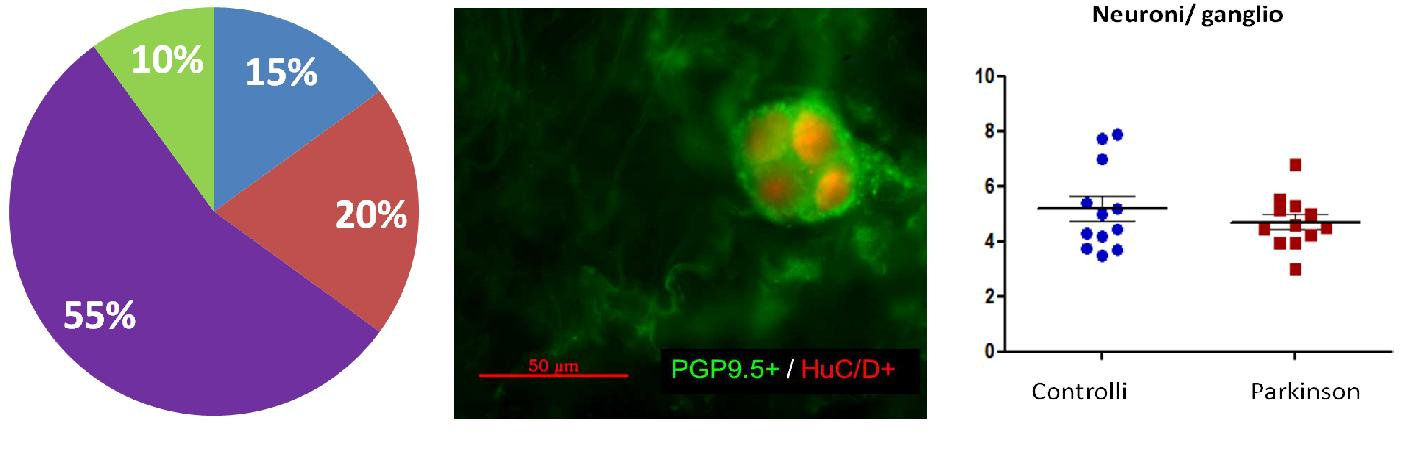 10%
15%
20%
55%
50 µm
PGP9.5+ / HuC/D+
Neuroni/ ganglio
10
8
6
4
2
0
Controlli
Parkinson